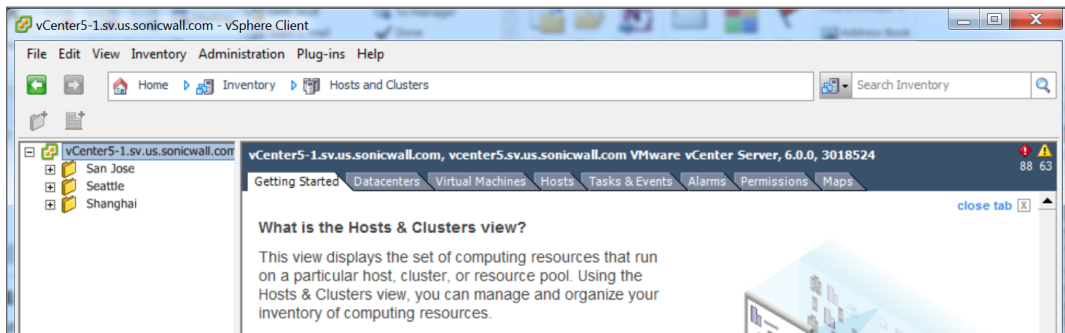 vCenter5-1.sv.us.sonicwall.com - vSphere Client
File Edit View Inventory Administration Plug-ins Help
Home Inventory Hosts and Clusters
Search Inventory
vCenter5-1.sv.us.sonicwall.com
San Jose
Seattle
Shanghai
vCenter5-1.sv.us.sonicwall.com, vcenter5.sv.us.sonicwall.com VMware vCenter Server, 6.0.0, 3018524
88 63
Getting Started Datacenters Virtual Machines Hosts Tasks & Events Alarms Permissions Maps
close tab X
What is the Hosts & Clusters view?
This view displays the set of computing resources that run
on a particular host, cluster, or resource pool. Using the
Hosts & Clusters view, you can manage and organize your
inventory of computing resources.